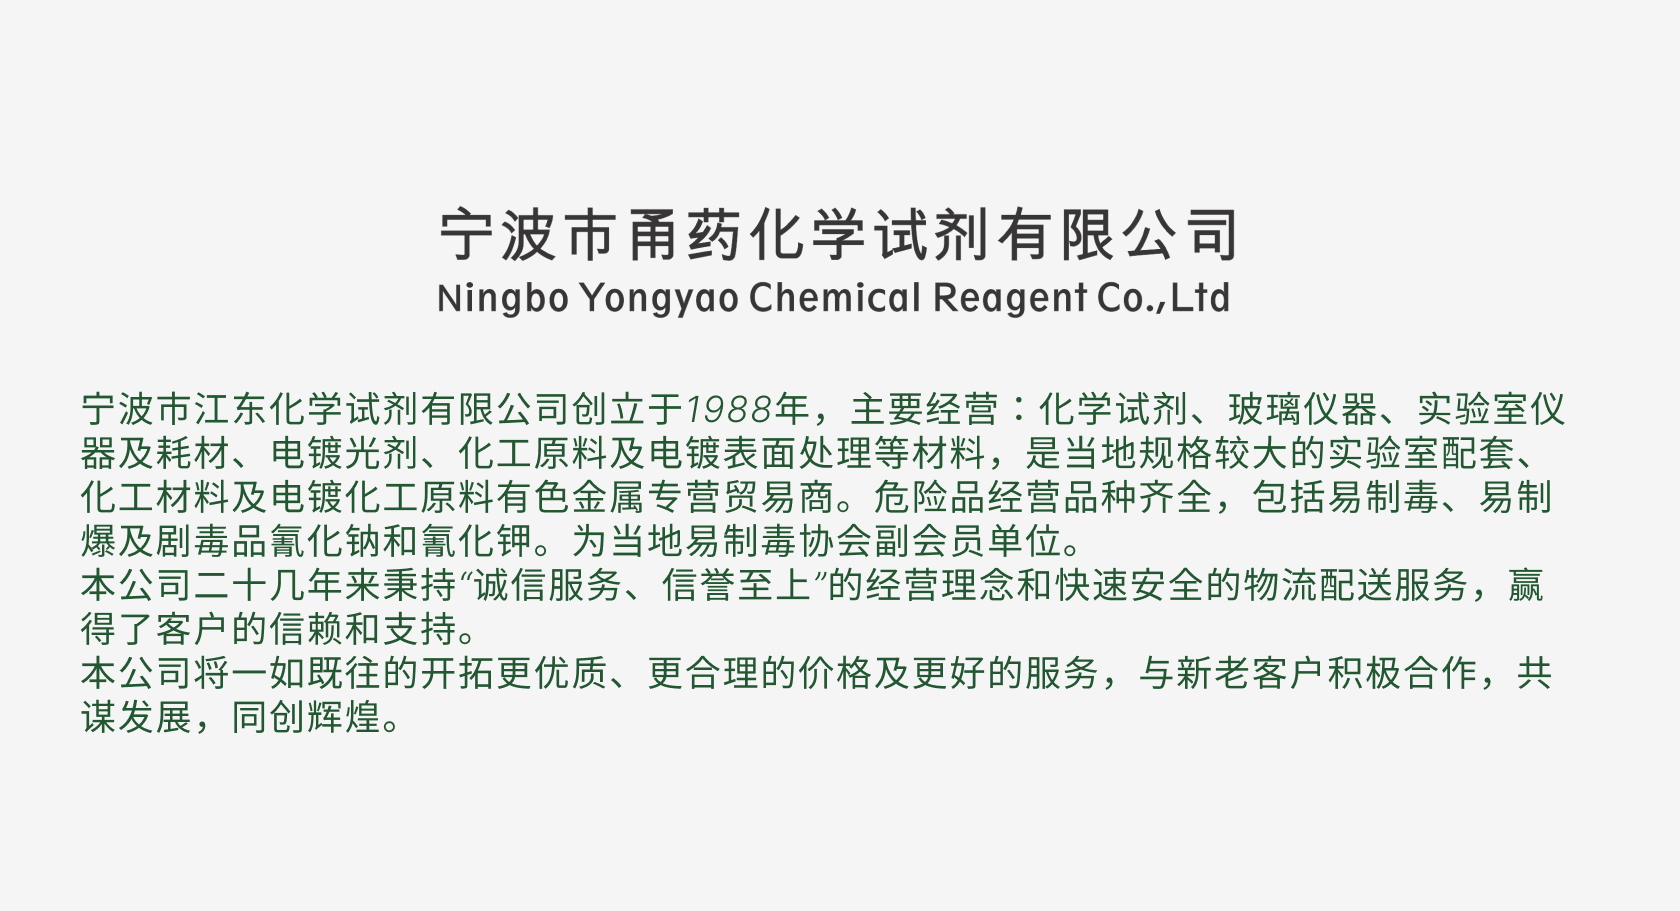 宁波市甬药化学试剂有限公司
Ningbo Yongyao Chemical Reagent Co.,Ltd
宁波市江东化学试剂有限公司创立于1988年，主要经营：化学试剂、玻璃仪器、实验室仪
器及耗材、电镀光剂、化工原料及电镀表面处理等材料，是当地规格较大的实验室配套、
化工材料及电镀化工原料有色金属专营贸易商。危险品经营品种齐全，包括易制毒、易制
爆及剧毒品氰化钠和氰化钾。为当地易制毒协会副会员单位。
本公司二十几年来秉持“诚信服务、信誉至上”的经营理念和快速安全的物流配送服务，赢
得了客户的信赖和支持。
本公司将一如既往的开拓更优质、更合理的价格及更好的服务，与新老客户积极合作，共
谋发展，同创辉煌。